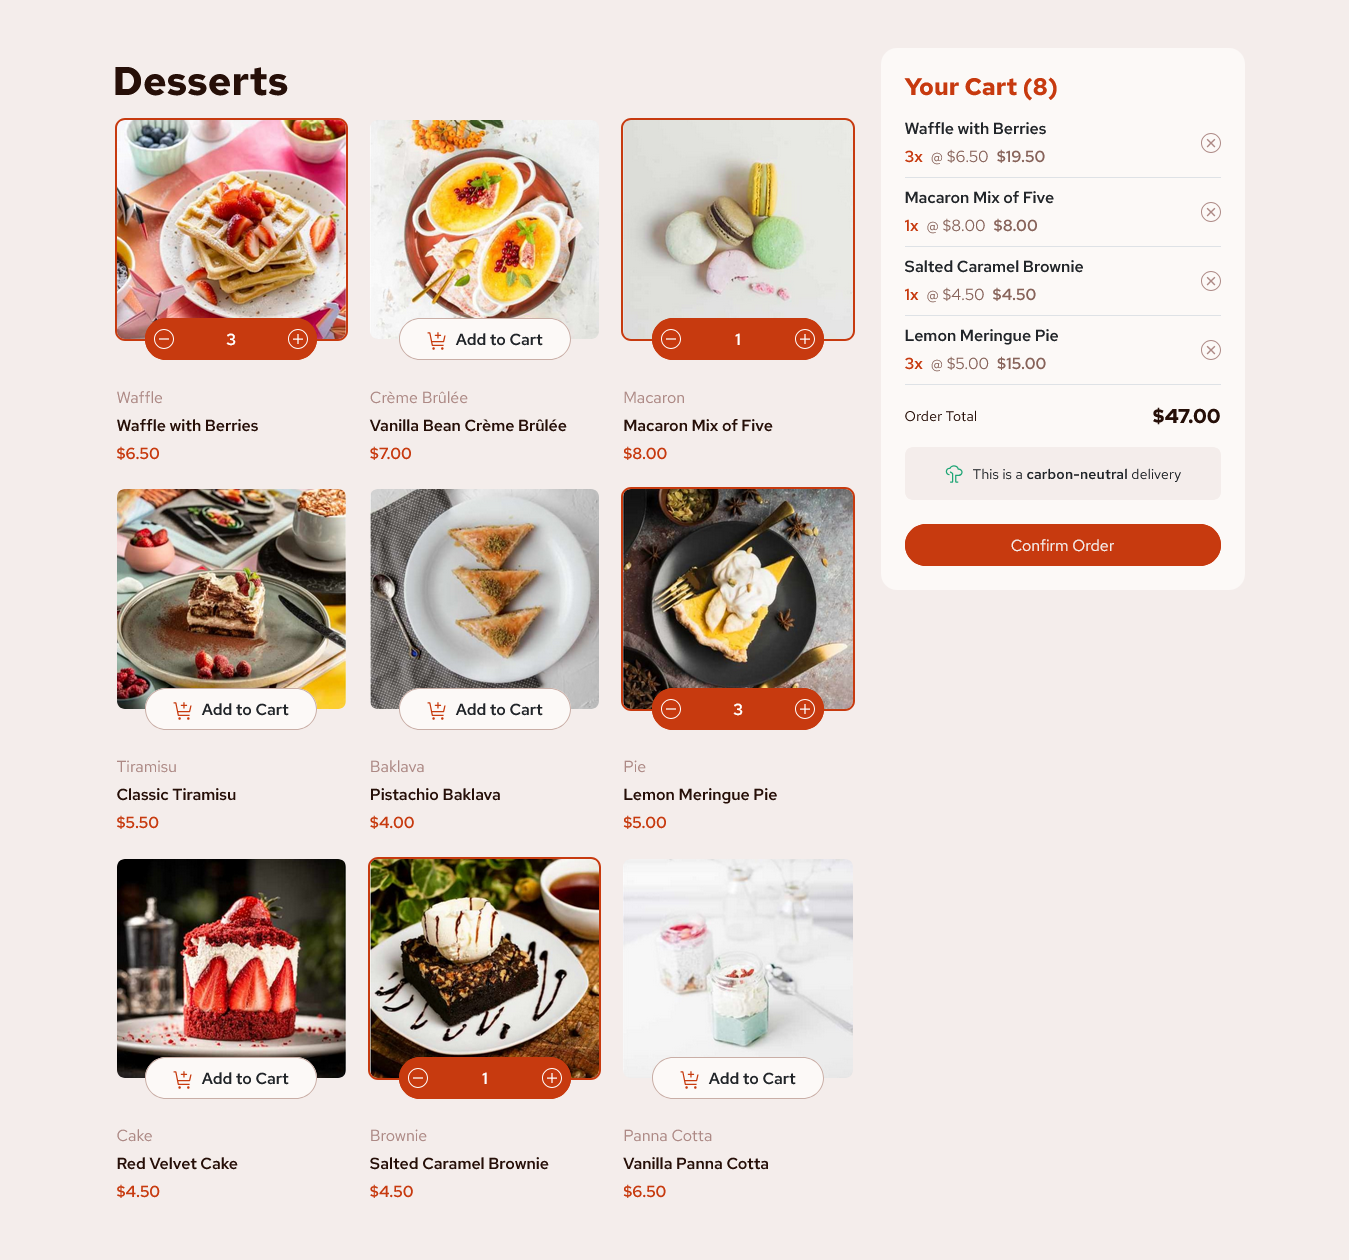 Desserts
3
Add to Cart
1
Waffle
Crème Brûlée
Macaron
Waffle with Berries
Vanilla Bean Crème Brûlée
Macaron Mix of Five
$6.50
$7.00
$8.00
Add to Cart
Add to Cart
3
Tiramisu
Baklava
Pie
Classic Tiramisu
Pistachio Baklava
Lemon Meringue Pie
$5.50
$4.00
$5.00
Add to Cart
1
Add to Cart
Cake
Brownie
Panna Cotta
Red Velvet Cake
Salted Caramel Brownie
Vanilla Panna Cotta
$4.50
$4.50
$6.50
Your Cart (8)
Waffle with Berries
3x @ $6.50 $19.50
Macaron Mix of Five
1x @ $8.00 $8.00
Salted Caramel Brownie
1x @ $4.50 $4.50
Lemon Meringue Pie
3x @ $5.00 $15.00
Order Total $47.00
This is a carbon-neutral delivery
Confirm Order